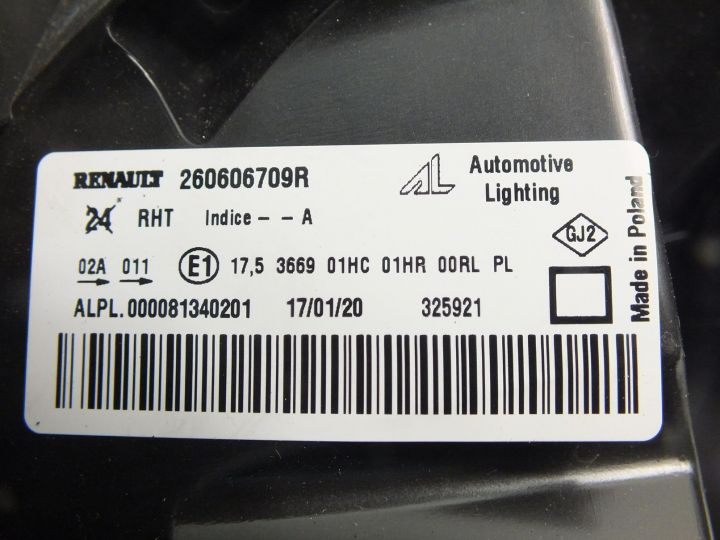 RENAULT 260606709R
AL Automotive
Lighting
24 RHT Indice - - A
GJ2
02A 011 E1 17,5 3669 01HC 01HR 00RL PL
ALPL.000081340201 17/01/20 325921
Made in Poland